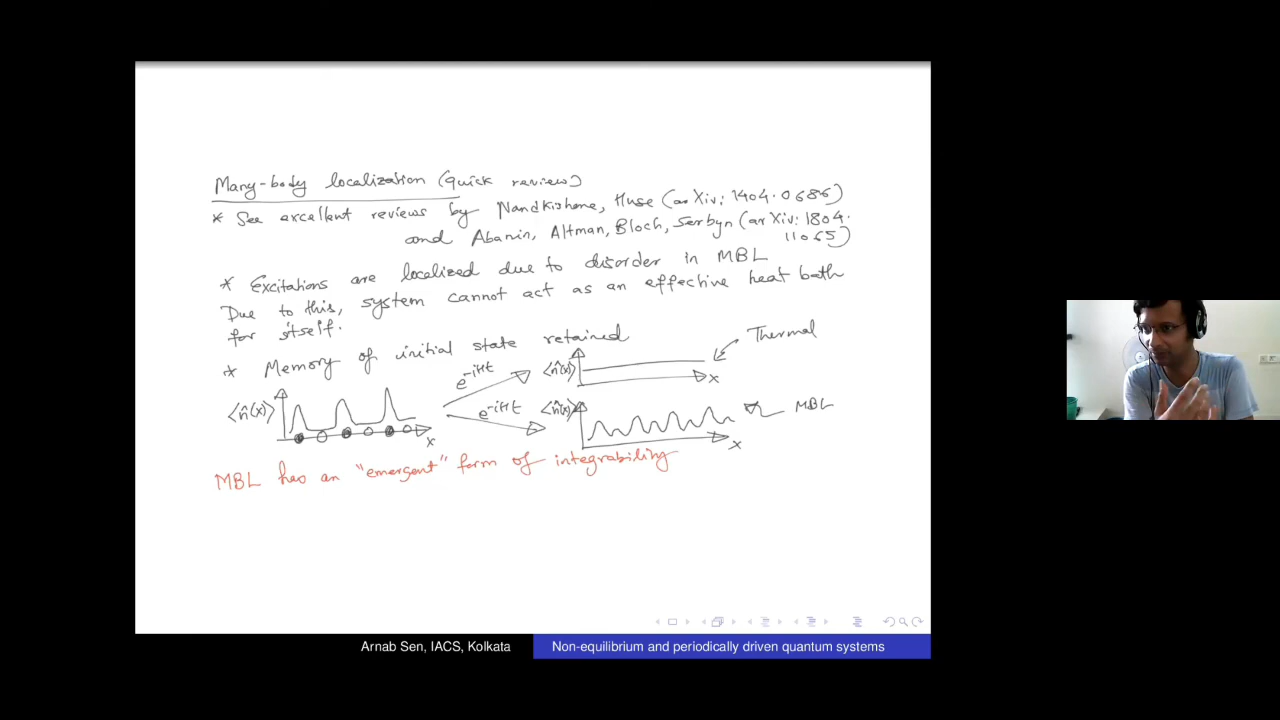 Many-body localization (quick review)
* See excellent reviews by Nandkishore, Huse (arXiv: 1404.0686)
and Abanin, Altman, Bloch, Serbyn (arXiv: 1804.
11065)
* Excitations are localized due to disorder in MBL
Due to this, system cannot act as an effective heat bath
for itself.
* Memory of initial state retained
Thermal
e^{-iHt}
<n̂(x)>
x
<n̂(x)>
x
e^{-iHt}
<n̂(x)>
x
MBL
MBL has an "emergent" form of integrability
Arnab Sen, IACS, Kolkata
Non-equilibrium and periodically driven quantum systems